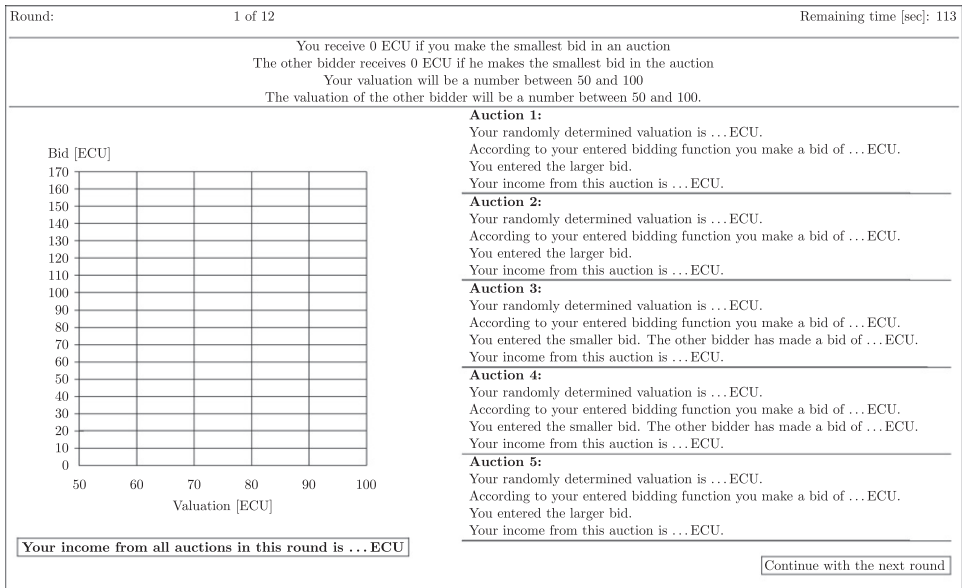 Round: 1 of 12 Remaining time [sec]: 113
You receive 0 ECU if you make the smallest bid in an auction
The other bidder receives 0 ECU if he makes the smallest bid in the auction
Your valuation will be a number between 50 and 100
The valuation of the other bidder will be a number between 50 and 100.
Bid [ECU]
170
160
150
140
130
120
110
100
90
80
70
60
50
40
30
20
10
0
50 60 70 80 90 100
Valuation [ECU]
Your income from all auctions in this round is ...ECU
Auction 1:
Your randomly determined valuation is ...ECU.
According to your entered bidding function you make a bid of ...ECU.
You entered the larger bid.
Your income from this auction is ...ECU.
Auction 2:
Your randomly determined valuation is ...ECU.
According to your entered bidding function you make a bid of ...ECU.
You entered the larger bid.
Your income from this auction is ...ECU.
Auction 3:
Your randomly determined valuation is ...ECU.
According to your entered bidding function you make a bid of ...ECU.
You entered the smaller bid. The other bidder has made a bid of ...ECU.
Your income from this auction is ...ECU.
Auction 4:
Your randomly determined valuation is ...ECU.
According to your entered bidding function you make a bid of ...ECU.
You entered the smaller bid. The other bidder has made a bid of ...ECU.
Your income from this auction is ...ECU.
Auction 5:
Your randomly determined valuation is ...ECU.
According to your entered bidding function you make a bid of ...ECU.
You entered the larger bid.
Your income from this auction is ...ECU.
Continue with the next round